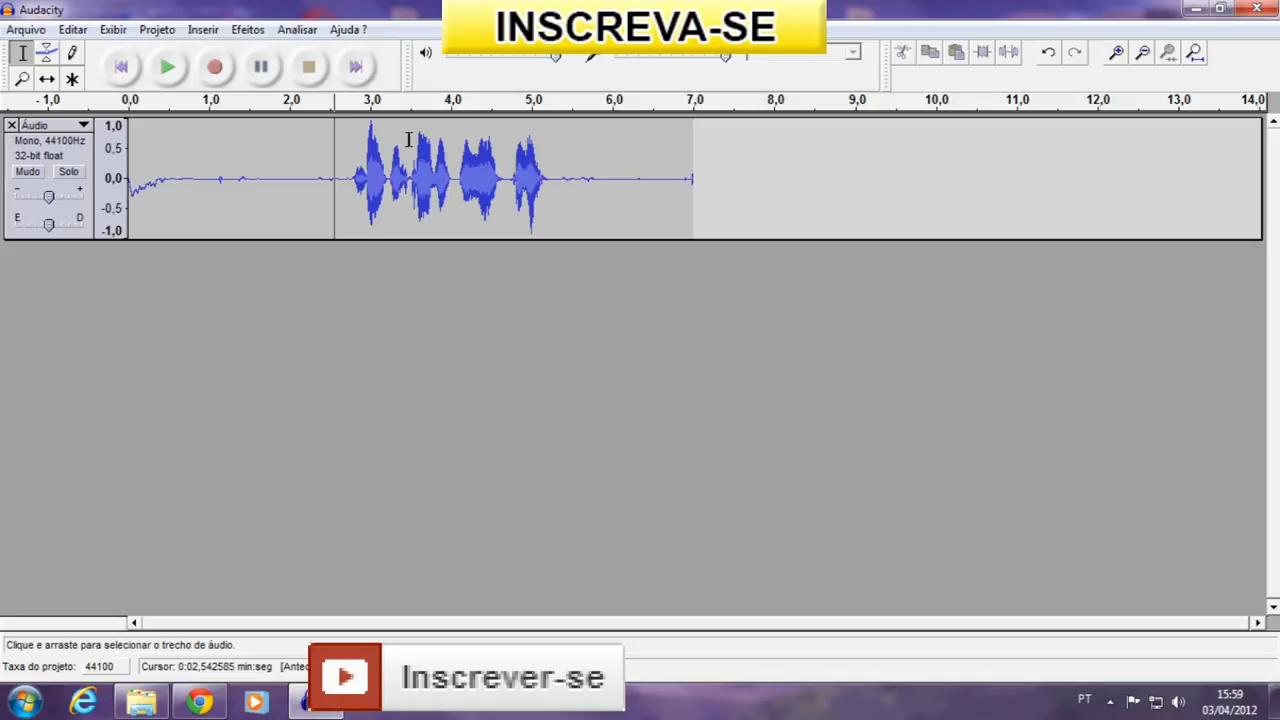 Audacity
INSCREVA-SE
Arquivo Editar Exibir Projeto Inserir Efeitos Analisar Ajuda ?
- 1,0 0,0 1,0 2,0 3,0 4,0 5,0 6,0 7,0 8,0 9,0 10,0 11,0 12,0 13,0 14,0
Áudio
Mono, 44100Hz
32-bit float
Mudo Solo
- +
E D
1,0
0,5
0,0
-0,5
-1,0
Clique e arraste para selecionar o trecho de áudio.
Taxa do projeto: 44100 Cursor: 0:02,542585 min:seg [Antec
Inscrever-se
PT
15:59
03/04/2012